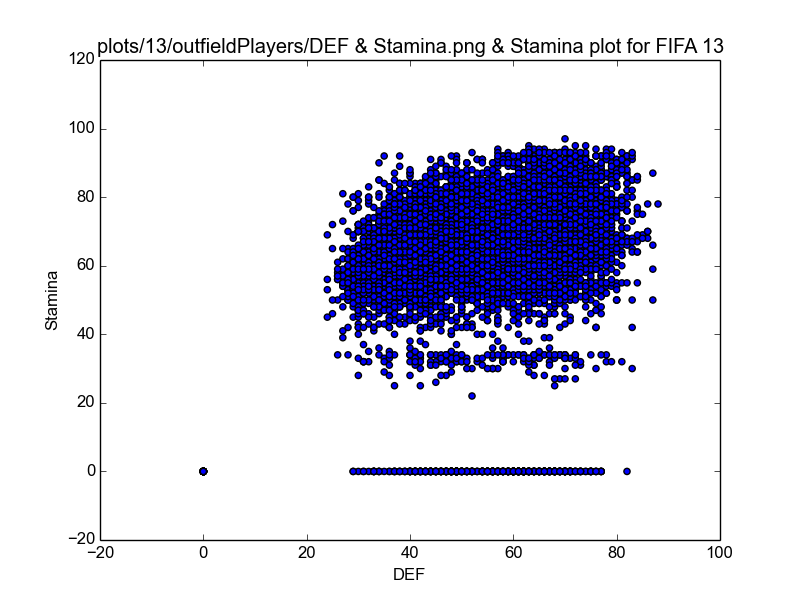 plots/13/outfieldPlayers/DEF & Stamina.png & Stamina plot for FIFA 13
120
100
80
60
40
20
0
−20
Stamina
−20 0 20 40 60 80 100
DEF